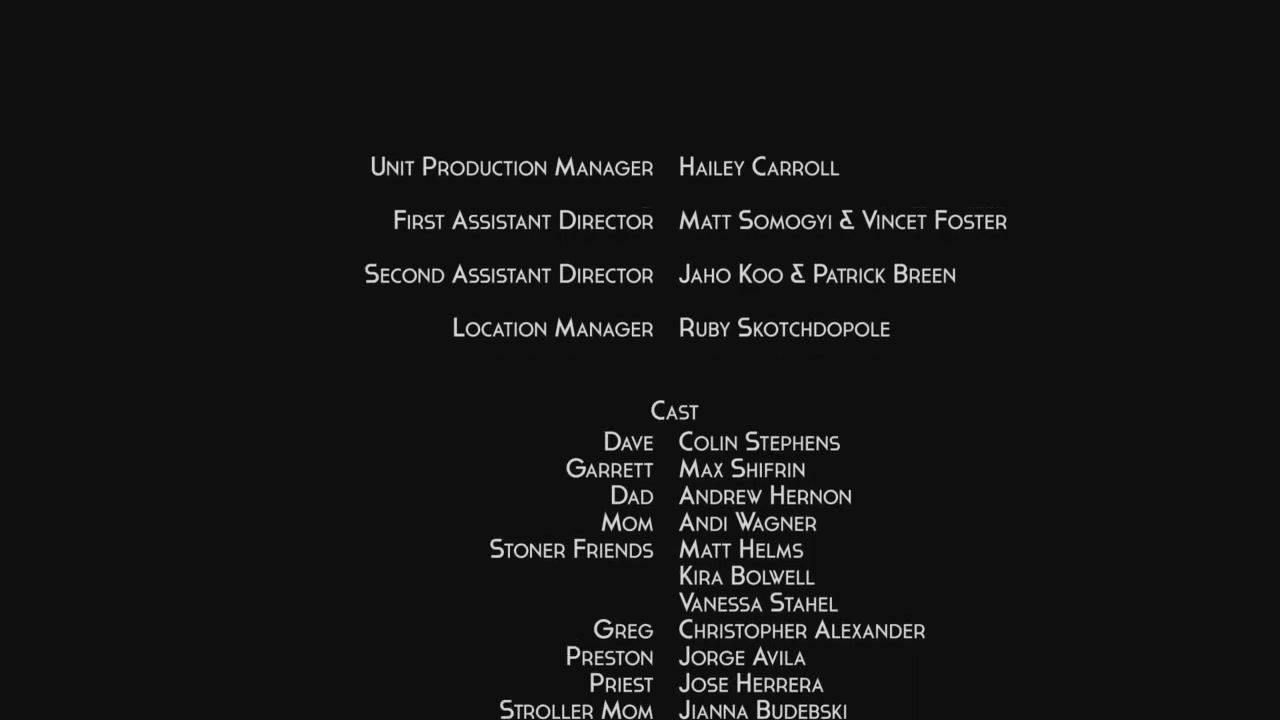 Unit Production Manager Hailey Carroll
First Assistant Director Matt Somogyi & Vincet Foster
Second Assistant Director Jaho Koo & Patrick Breen
Location Manager Ruby Skotchdopole
Cast
Dave Colin Stephens
Garrett Max Shifrin
Dad Andrew Hernon
Mom Andi Wagner
Stoner Friends Matt Helms
Kira Bolwell
Vanessa Stahel
Greg Christopher Alexander
Preston Jorge Avila
Priest Jose Herrera
Stroller Mom Jianna Budebski